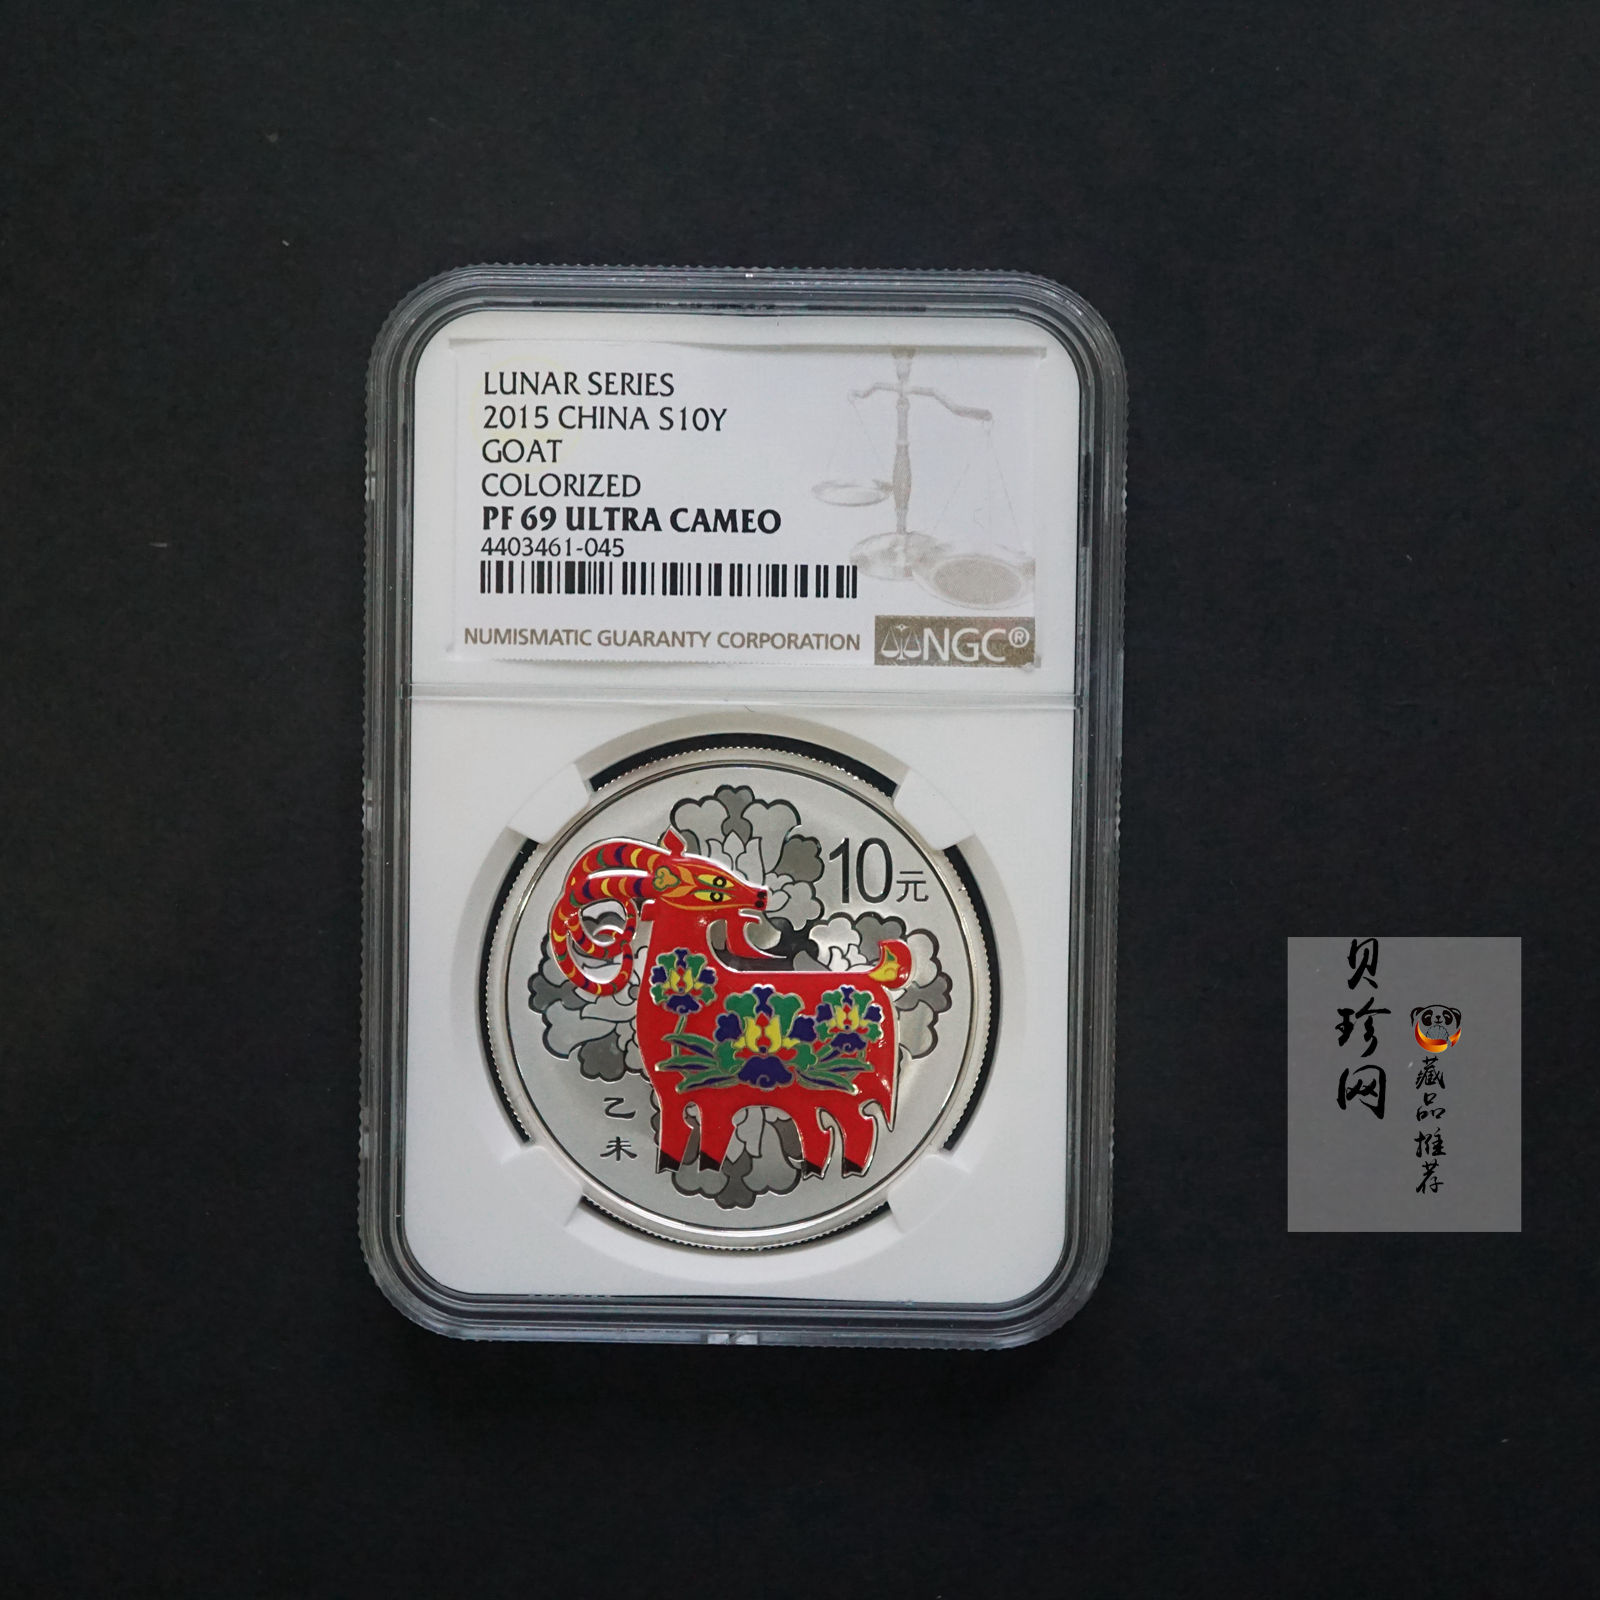 LUNAR SERIES
2015 CHINA S10Y
GOAT
COLORIZED
PF 69 ULTRA CAMEO
4403461-045
NUMISMATIC GUARANTY CORPORATION
NGC®
10元
乙未
贝珍网
藏品推荐